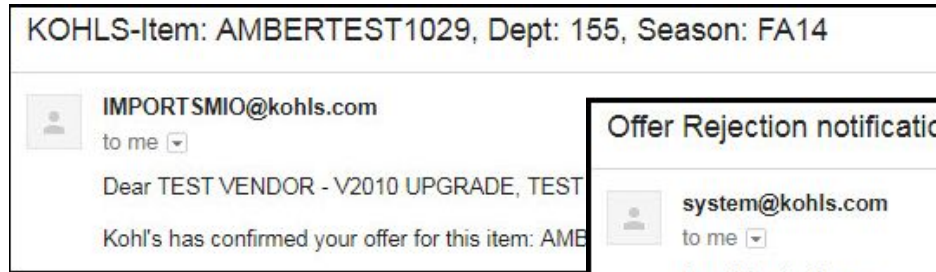 KOHLS-Item: AMBERTEST1029, Dept: 155, Season: FA14
IMPORTSMIO@kohls.com
to me
Dear TEST VENDOR - V2010 UPGRADE, TEST
Kohl's has confirmed your offer for this item: AMB
Offer Rejection notificatio
system@kohls.com
to me